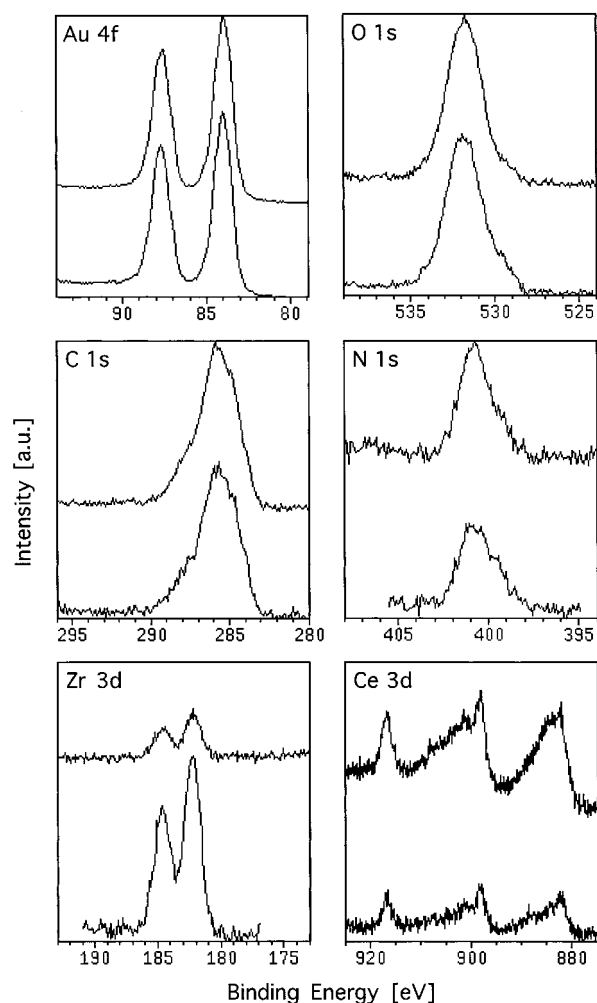 Au 4f
O 1s
90 80
535 530 525
C 1s
N 1s
295 290 285 280
405 400 395
Zr 3d
Ce 3d
190 185 180 175
920 900 880
Intensity [a.u.]
Binding Energy [eV]